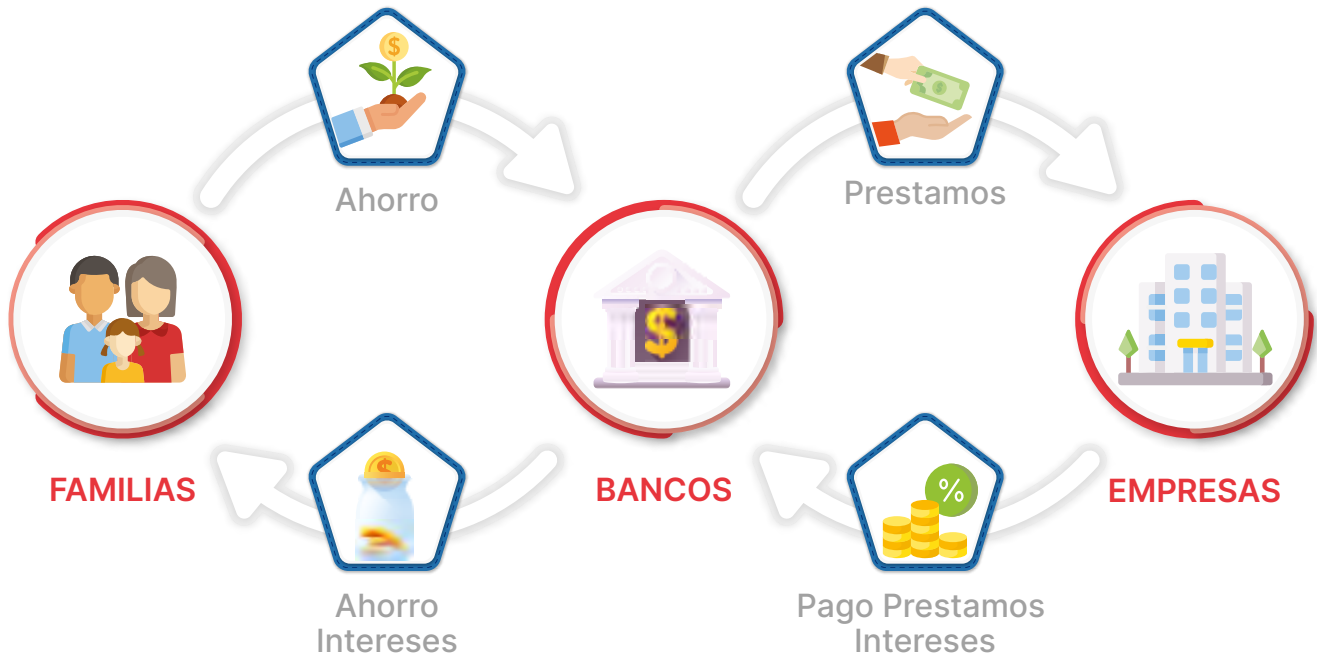 Ahorro
Prestamos
FAMILIAS
BANCOS
EMPRESAS
Ahorro
Intereses
Pago Prestamos
Intereses
$
$
$
$
%